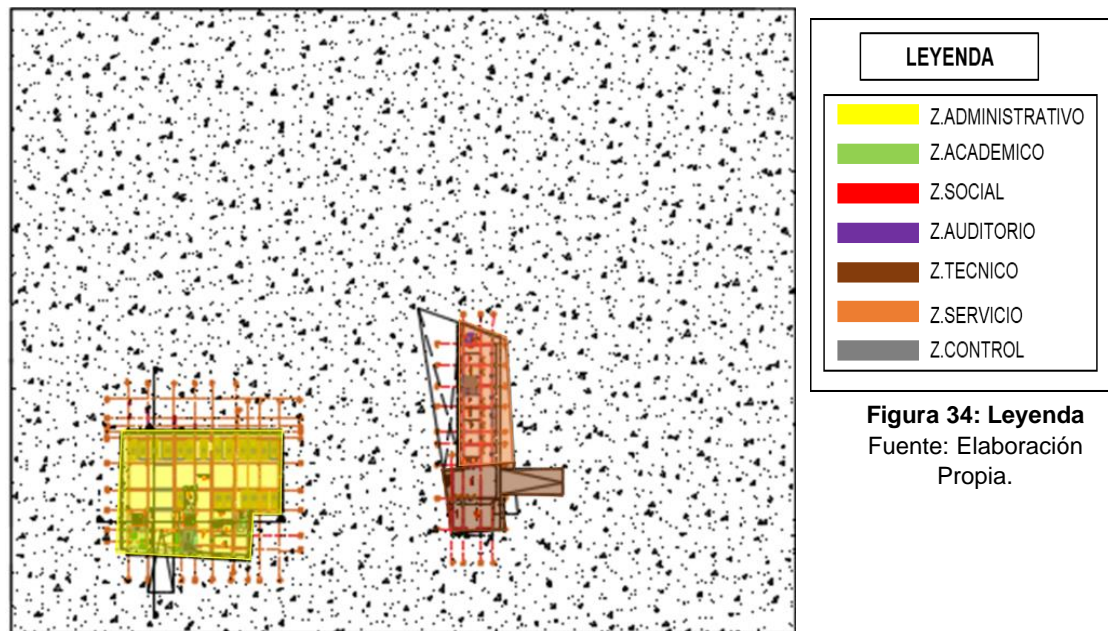 LEYENDA
Z.ADMINISTRATIVO
Z.ACADEMICO
Z.SOCIAL
Z.AUDITORIO
Z.TECNICO
Z.SERVICIO
Z.CONTROL
Figura 34: Leyenda
Fuente: Elaboración
Propia.